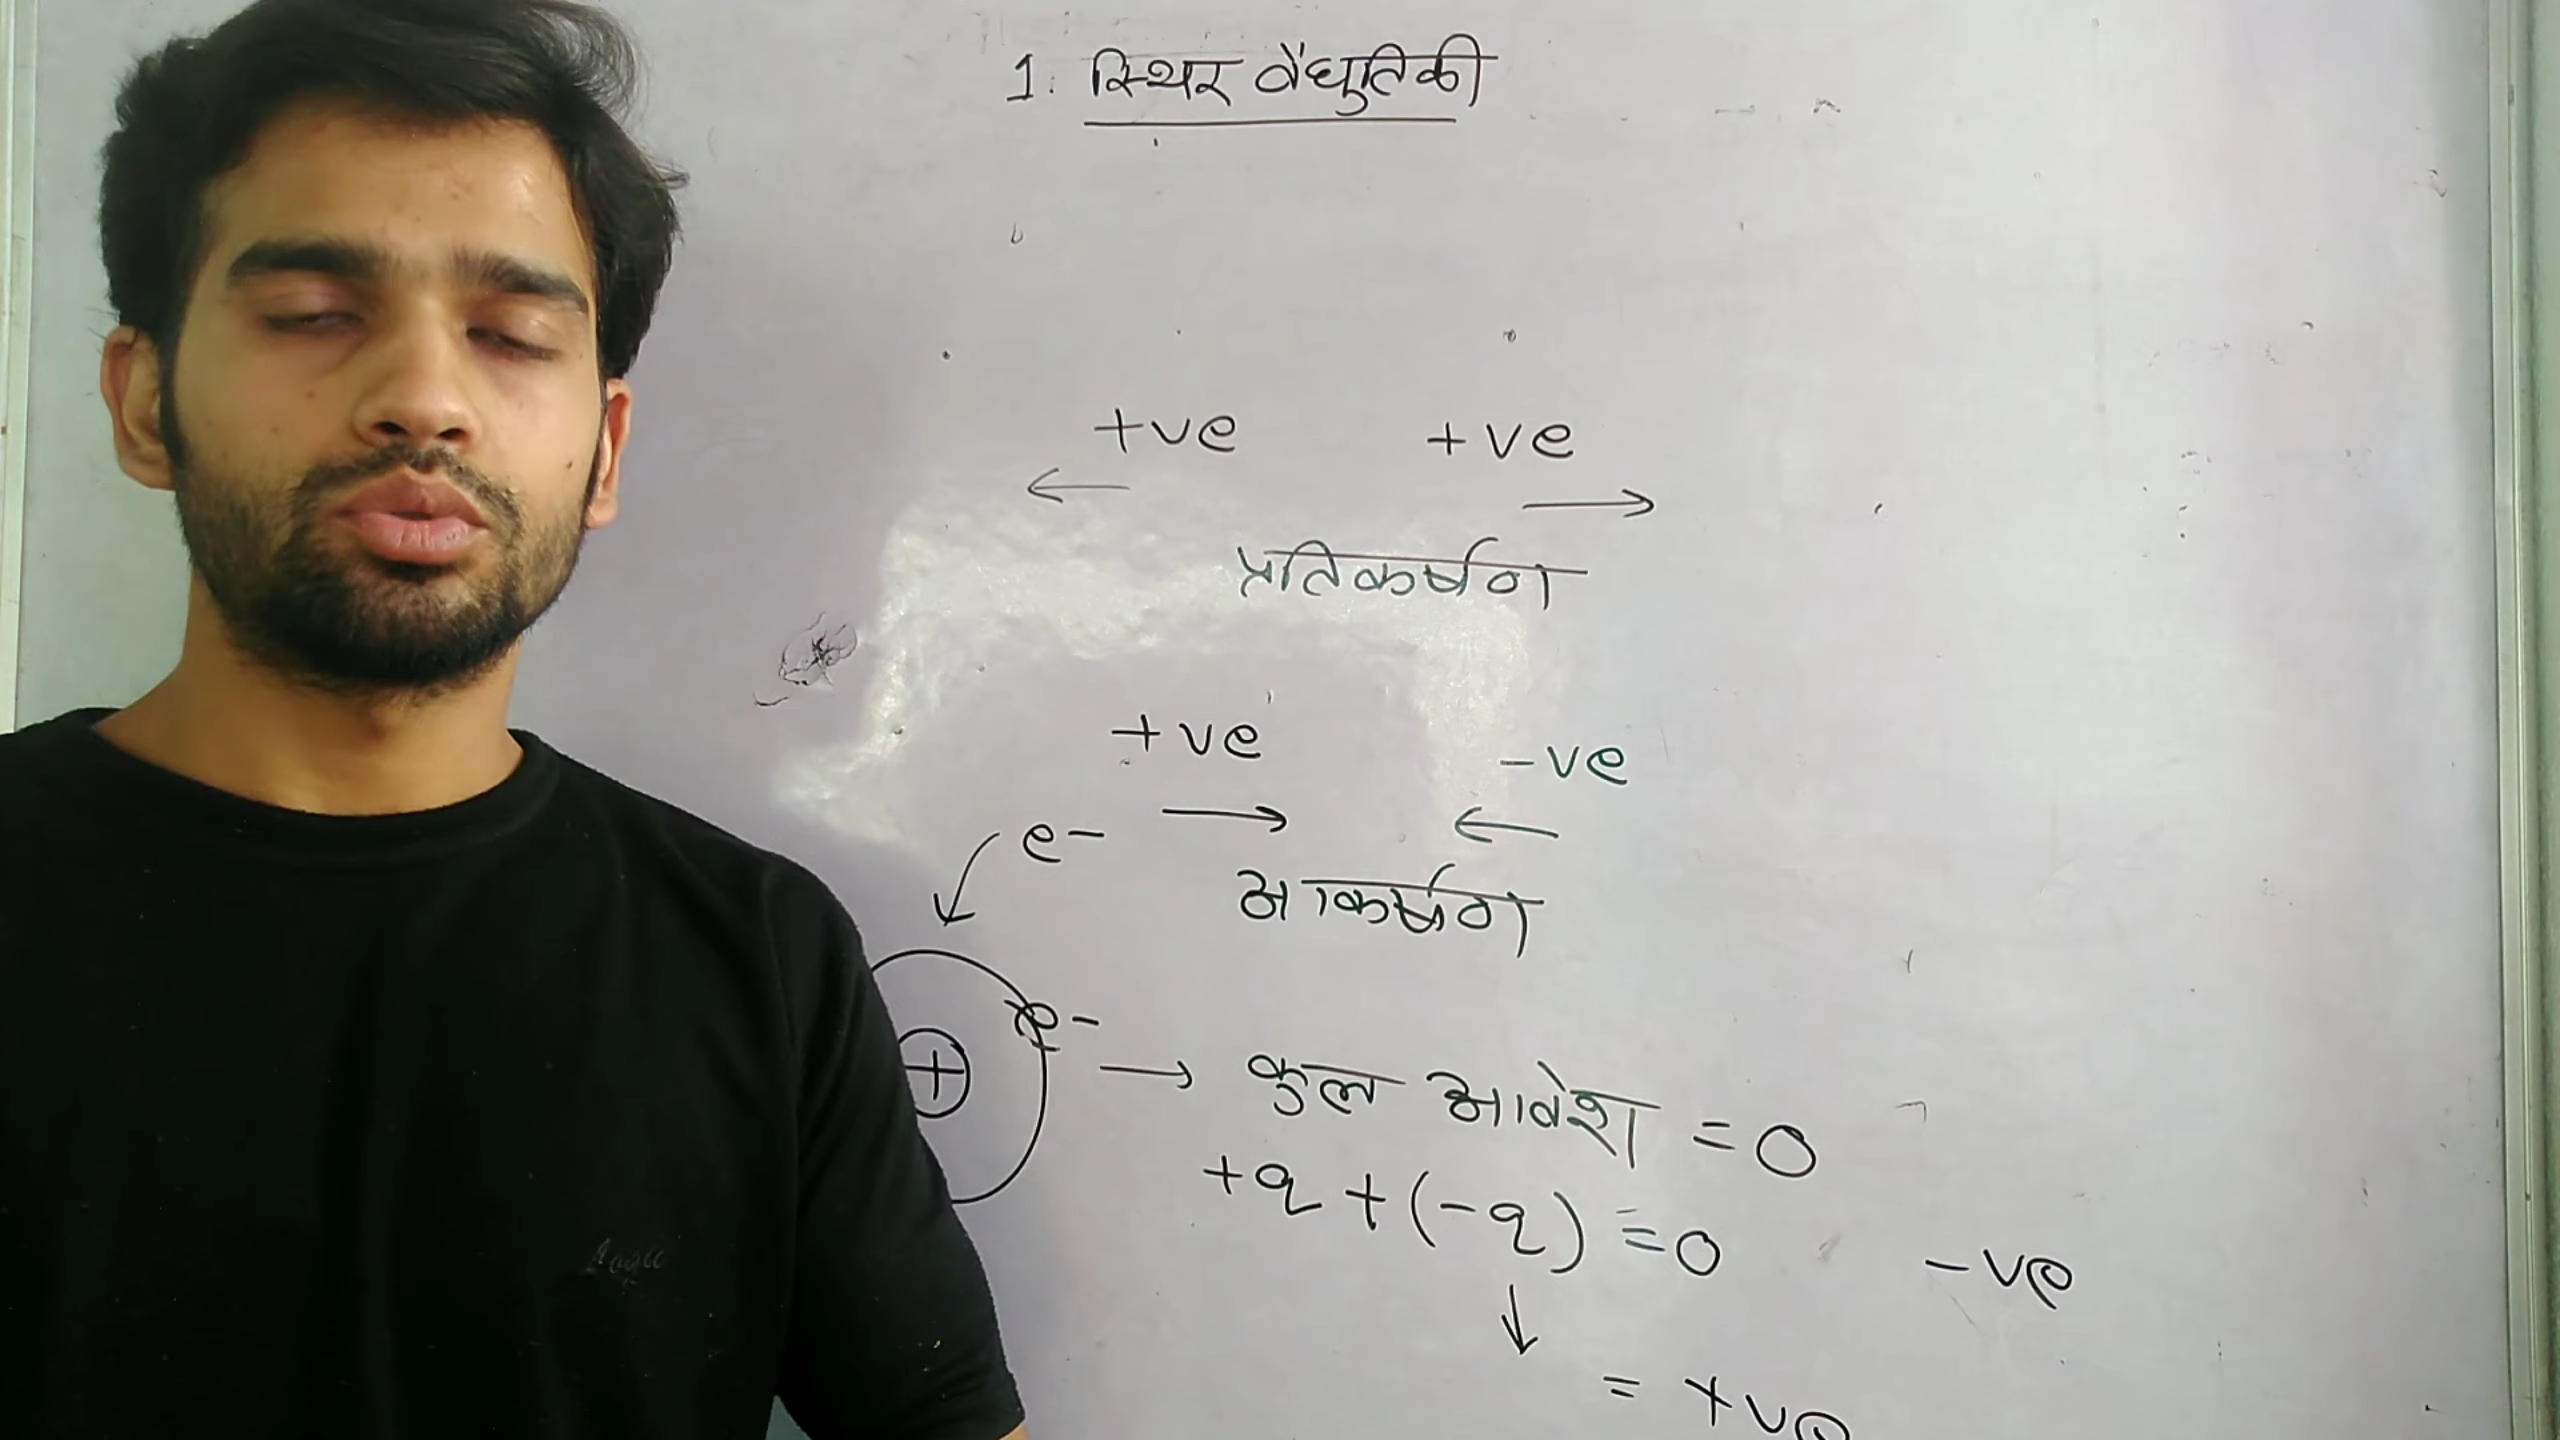 1. स्थिर वैधुतिकी
+ve +ve
प्रतिकर्षण
+ve -ve
e-
आकर्षण
+ e-
कुल आवेश = 0
+q + (-q) = 0
-ve
= +ve